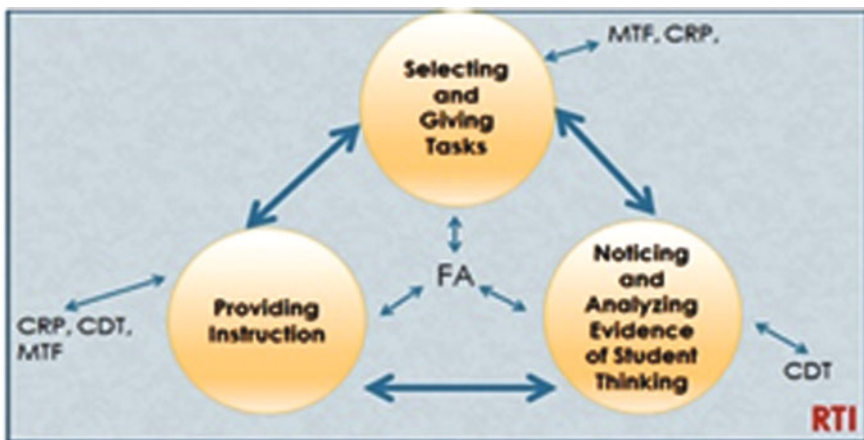 MTF, CRP,
Selecting
and
Giving
Tasks
FA
Noticing
and
Analyzing
Evidence
of Student
Thinking
Providing
Instruction
CRP, CDT,
MTF
CDT
RTI